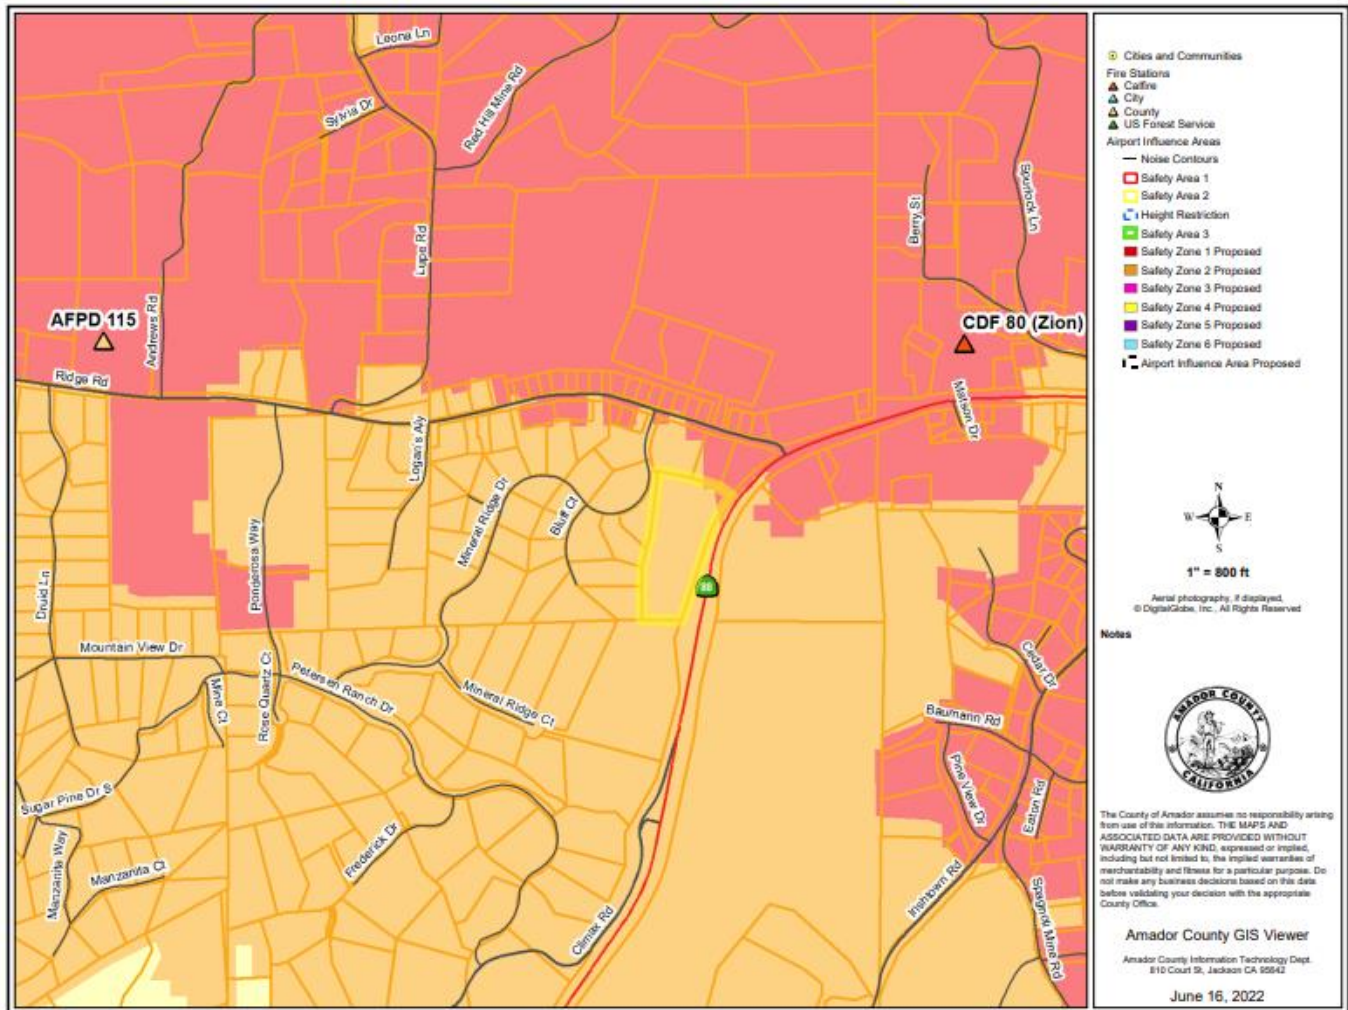 Leona Ln
Sylvia Dr
Red Hill Mine Rd
Spurlock Ln
Berry St
Lupe Rd
Andrews Rd
AFPD 115
CDF 80 (Zion)
Ridge Rd
Matson Dr
Logan's Aly
Mineral Ridge Dr
Bluff Ct
Ponderosa Way
Druid Ln
88
Mountain View Dr
Mine Ct
Rose Quartz Ct
Petersen Ranch Dr
Mineral Ridge Ct
Cedar Dr
Baumann Rd
Pine View Dr
Eaton Rd
Sugar Pine Dr S
Manzanita Way
Manzanita Ct
Frederick Dr
Climax Rd
Irishtown Rd
Spagnoli Mine Rd
Cities and Communities
Fire Stations
Calfire
City
County
US Forest Service
Airport Influence Areas
Noise Contours
Safety Area 1
Safety Area 2
Height Restriction
Safety Area 3
Safety Zone 1 Proposed
Safety Zone 2 Proposed
Safety Zone 3 Proposed
Safety Zone 4 Proposed
Safety Zone 5 Proposed
Safety Zone 6 Proposed
Airport Influence Area Proposed
N
W E
S
1" = 800 ft
Aerial photography, if displayed,
© DigitalGlobe, Inc., All Rights Reserved
Notes
AMADOR COUNTY
CALIFORNIA
The County of Amador assumes no responsibility arising
from use of this information. THE MAPS AND
ASSOCIATED DATA ARE PROVIDED WITHOUT
WARRANTY OF ANY KIND, expressed or implied,
including but not limited to, the implied warranties of
merchantability and fitness for a particular purpose. Do
not make any business decisions based on this data
before validating your decision with the appropriate
County Office.
Amador County GIS Viewer
Amador County Information Technology Dept.
810 Court St, Jackson CA 95642
June 16, 2022